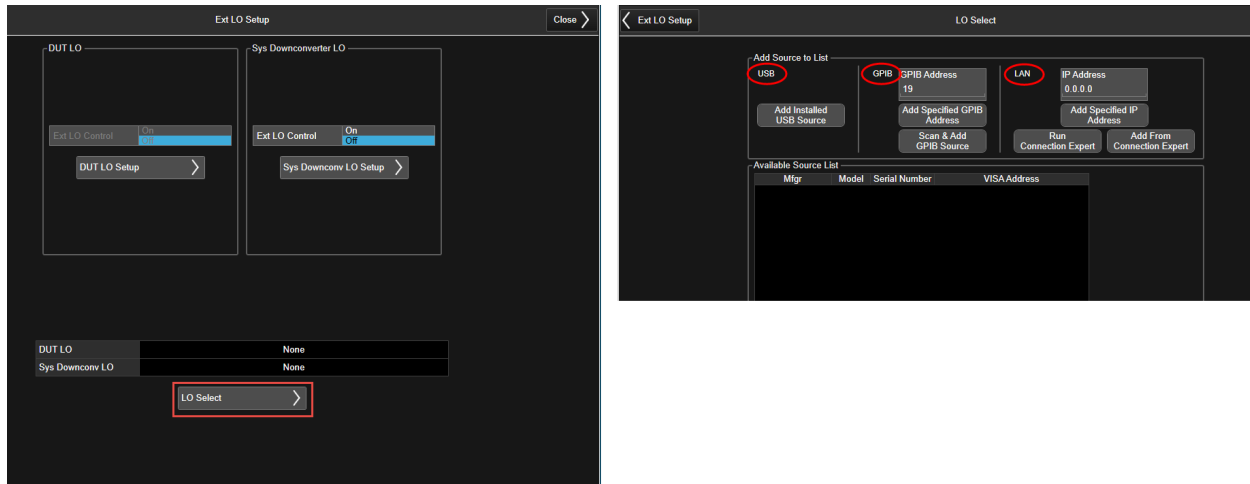 Ext LO Setup
Close
DUT LO
Sys Downconverter LO
Ext LO Control
On
Off
Ext LO Control
On
Off
DUT LO Setup
Sys Downconv LO Setup
DUT LO
None
Sys Downconv LO
None
LO Select
Ext LO Setup
LO Select
Add Source to List
USB
GPIB
GPIB Address
19
LAN
IP Address
0.0.0.0
Add Installed
USB Source
Add Specified GPIB
Address
Add Specified IP
Address
Scan & Add
GPIB Source
Run
Connection Expert
Add From
Connection Expert
Available Source List
Mfgr Model Serial Number VISA Address